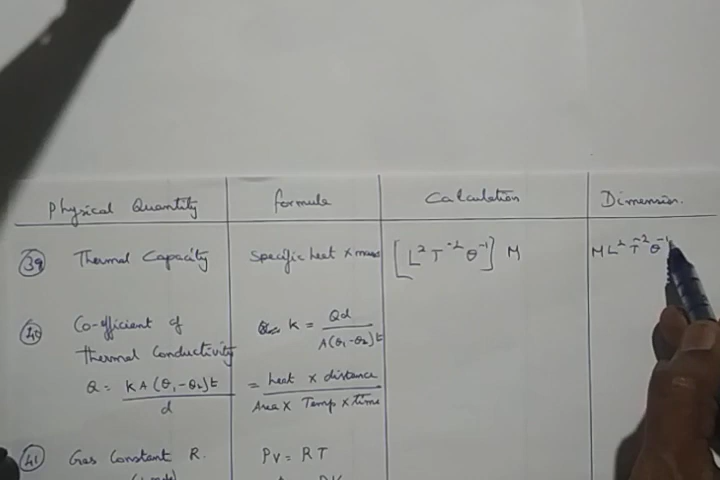 Physical Quantity formula Calculation Dimension.
39 Thermal Capacity Specific heat x mass [L² T⁻² θ⁻¹] M M L² T⁻² θ⁻¹
40 Co-efficient of thermal Conductivity K = Qd / A(θ₁-θ₂)t
Q = KA(θ₁-θ₂)t / d = heat x distance / Area x Temp x time
41 Gas Constant R. PV = RT